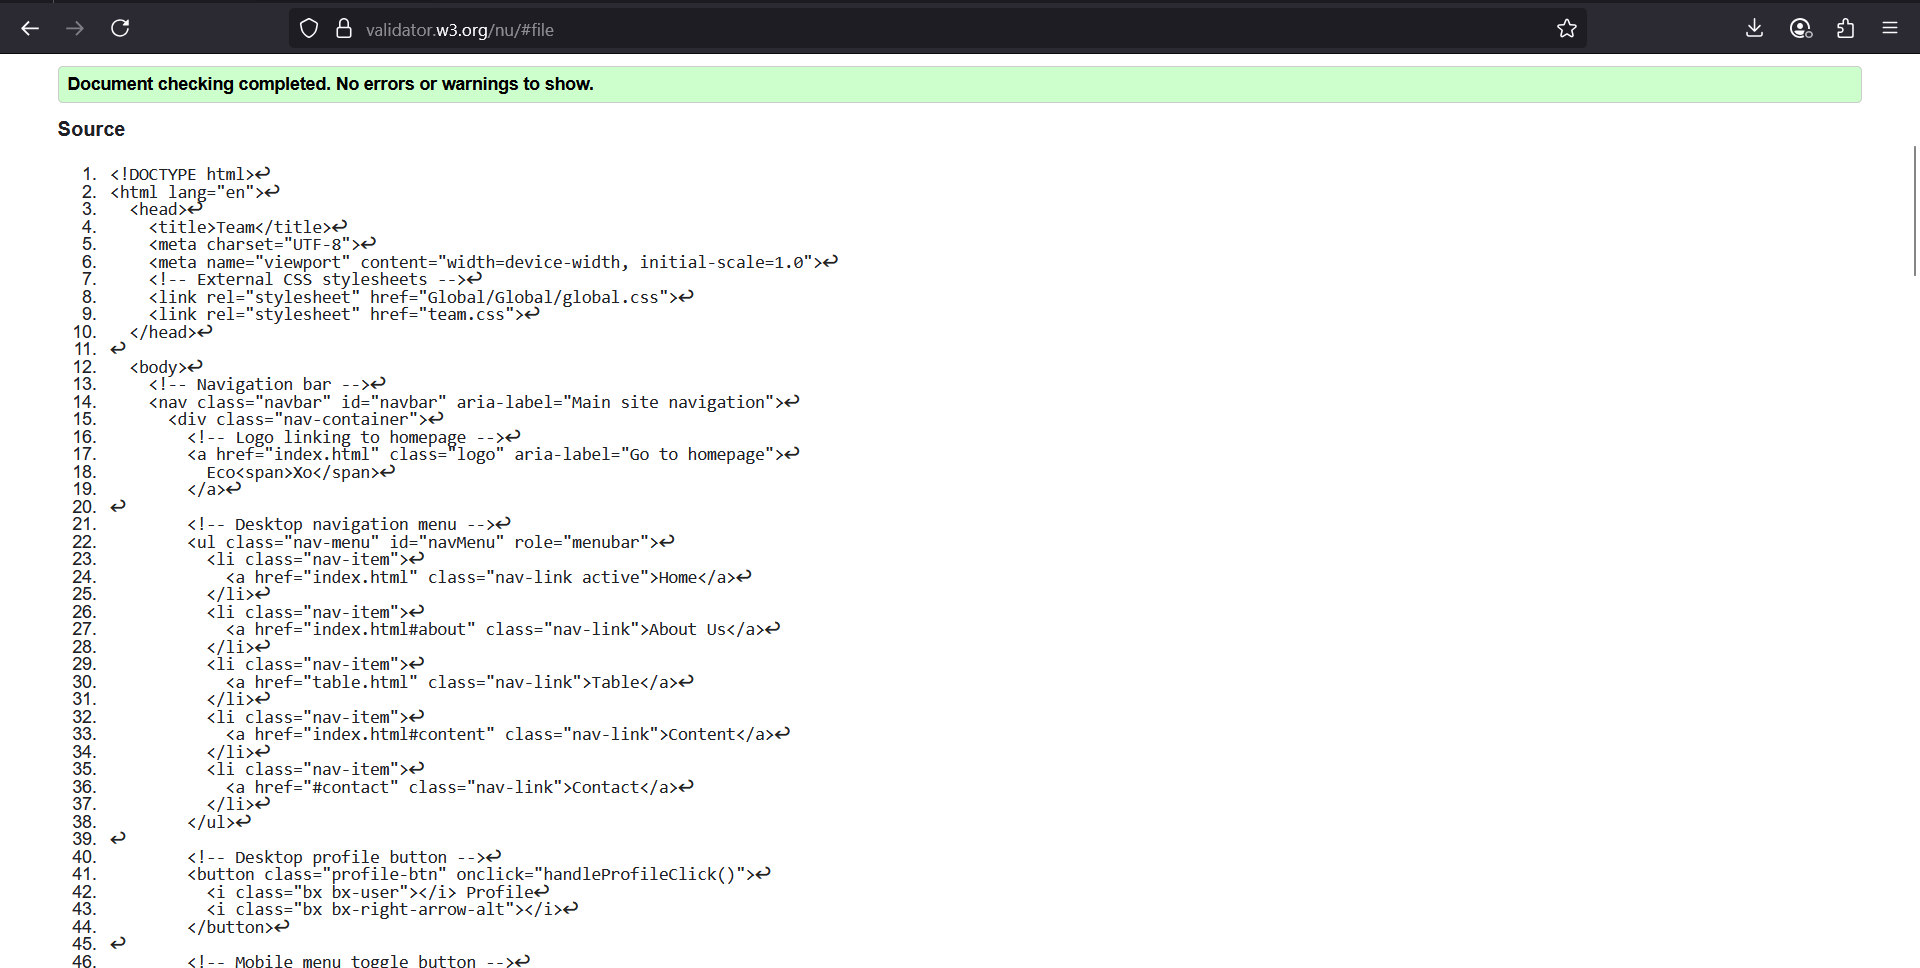 validator.w3.org/nu/#file
Document checking completed. No errors or warnings to show.
Source
1. <!DOCTYPE html>↩
2. <html lang="en">↩
3.   <head>↩
4.     <title>Team</title>↩
5.     <meta charset="UTF-8">↩
6.     <meta name="viewport" content="width=device-width, initial-scale=1.0">↩
7.     <!-- External CSS stylesheets -->↩
8.     <link rel="stylesheet" href="Global/Global/global.css">↩
9.     <link rel="stylesheet" href="team.css">↩
10.   </head>↩
11. ↩
12.   <body>↩
13.     <!-- Navigation bar -->↩
14.     <nav class="navbar" id="navbar" aria-label="Main site navigation">↩
15.       <div class="nav-container">↩
16.         <!-- Logo linking to homepage -->↩
17.         <a href="index.html" class="logo" aria-label="Go to homepage">↩
18.           Eco<span>Xo</span>↩
19.         </a>↩
20. ↩
21.         <!-- Desktop navigation menu -->↩
22.         <ul class="nav-menu" id="navMenu" role="menubar">↩
23.           <li class="nav-item">↩
24.             <a href="index.html" class="nav-link active">Home</a>↩
25.           </li>↩
26.           <li class="nav-item">↩
27.             <a href="index.html#about" class="nav-link">About Us</a>↩
28.           </li>↩
29.           <li class="nav-item">↩
30.             <a href="table.html" class="nav-link">Table</a>↩
31.           </li>↩
32.           <li class="nav-item">↩
33.             <a href="index.html#content" class="nav-link">Content</a>↩
34.           </li>↩
35.           <li class="nav-item">↩
36.             <a href="#contact" class="nav-link">Contact</a>↩
37.           </li>↩
38.         </ul>↩
39. ↩
40.         <!-- Desktop profile button -->↩
41.         <button class="profile-btn" onclick="handleProfileClick()">↩
42.           <i class="bx bx-user"></i> Profile↩
43.           <i class="bx bx-right-arrow-alt"></i>↩
44.         </button>↩
45. ↩
46.         <!-- Mobile menu toggle button -->↩